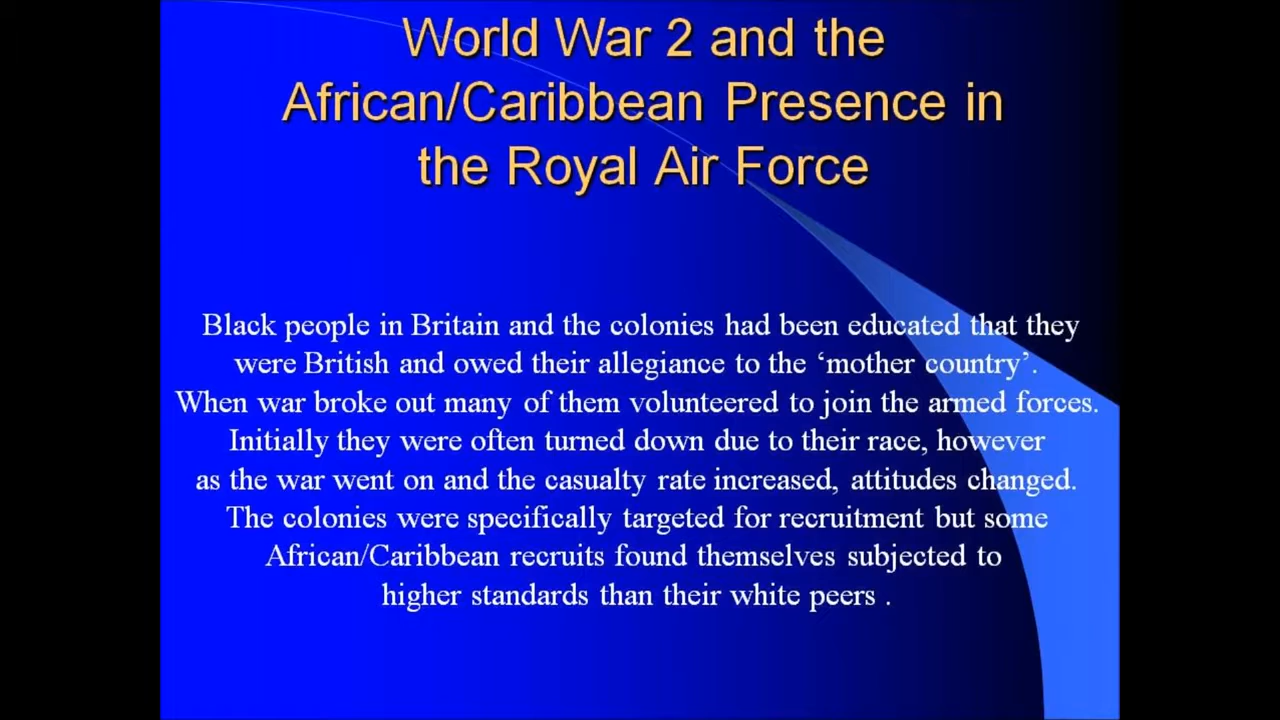 World War 2 and the
African/Caribbean Presence in
the Royal Air Force
Black people in Britain and the colonies had been educated that they
were British and owed their allegiance to the ‘mother country’.
When war broke out many of them volunteered to join the armed forces.
Initially they were often turned down due to their race, however
as the war went on and the casualty rate increased, attitudes changed.
The colonies were specifically targeted for recruitment but some
African/Caribbean recruits found themselves subjected to
higher standards than their white peers .